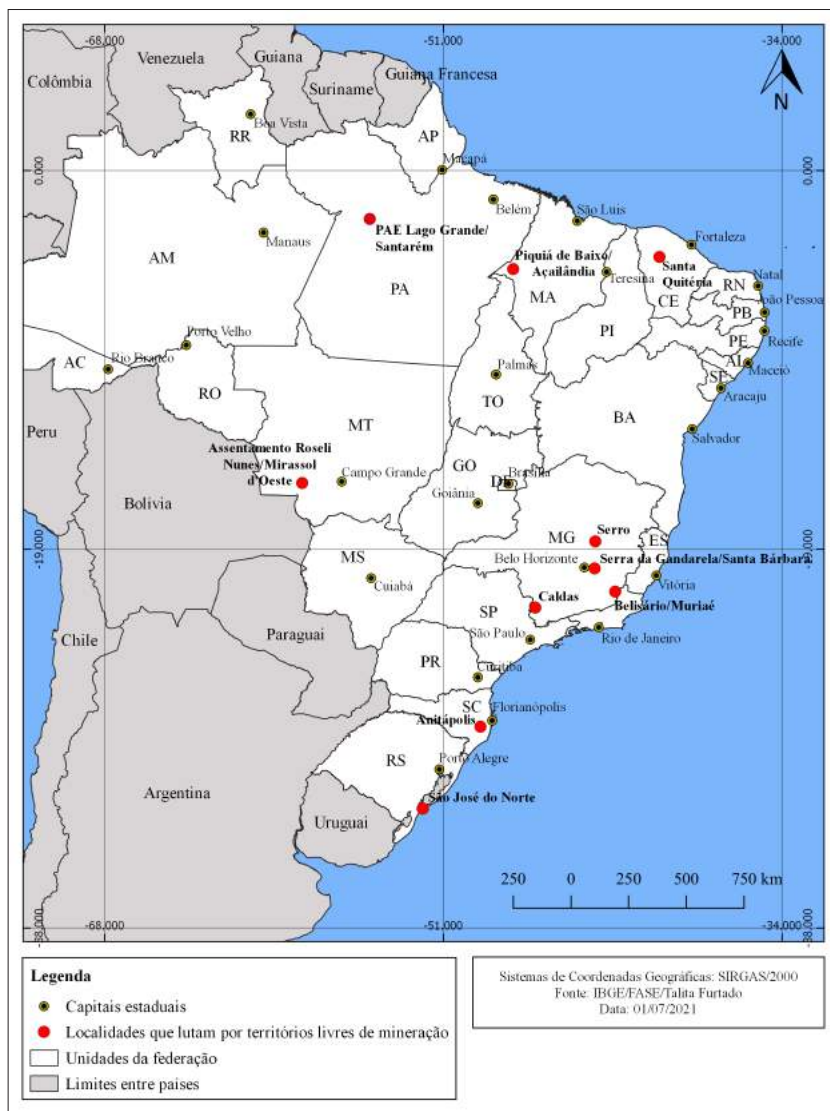 -68,000
-51,000
-34,000
Venezuela
Guiana
Colômbia
Suriname
Guiana Francesa
N
Boa Vista
RR
AP
Macapá
0,000
0,000
Belém
São Luis
PAE Lago Grande/
Santarém
Manaus
Fortaleza
Piquiá de Baixo/
Açailândia
Santa
Quitéria
AM
PA
MA
Teresina
CE
RN
Natal
João Pessoa
PB
PI
PE
Recife
Porto Velho
AC
Rio Branco
AL
Maceió
Palmas
SE
Aracaju
RO
TO
BA
Peru
MT
Salvador
Assentamento Roseli
Nunes/Mirassol
d'Oeste
GO
Campo Grande
Brasília
DF
Goiânia
Bolivia
Serro
MG
ES
-19,000
-19,000
MS
Belo Horizonte
Serra da Gandarela/Santa Bárbara
Cuiabá
Vitória
Caldas
Belisário/Muriaé
SP
Chile
Paraguai
São Paulo
Rio de Janeiro
PR
Curitiba
SC
Florianópolis
Anitápolis
RS
Porto Alegre
Argentina
São José do Norte
Uruguai
250 0 250 500 750 km
-38,000
-38,000
-68,000
-51,000
-34,000
Legenda
Capitais estaduais
Localidades que lutam por territórios livres de mineração
Unidades da federação
Limites entre países
Sistemas de Coordenadas Geográficas: SIRGAS/2000
Fonte: IBGE/FASE/Talita Furtado
Data: 01/07/2021